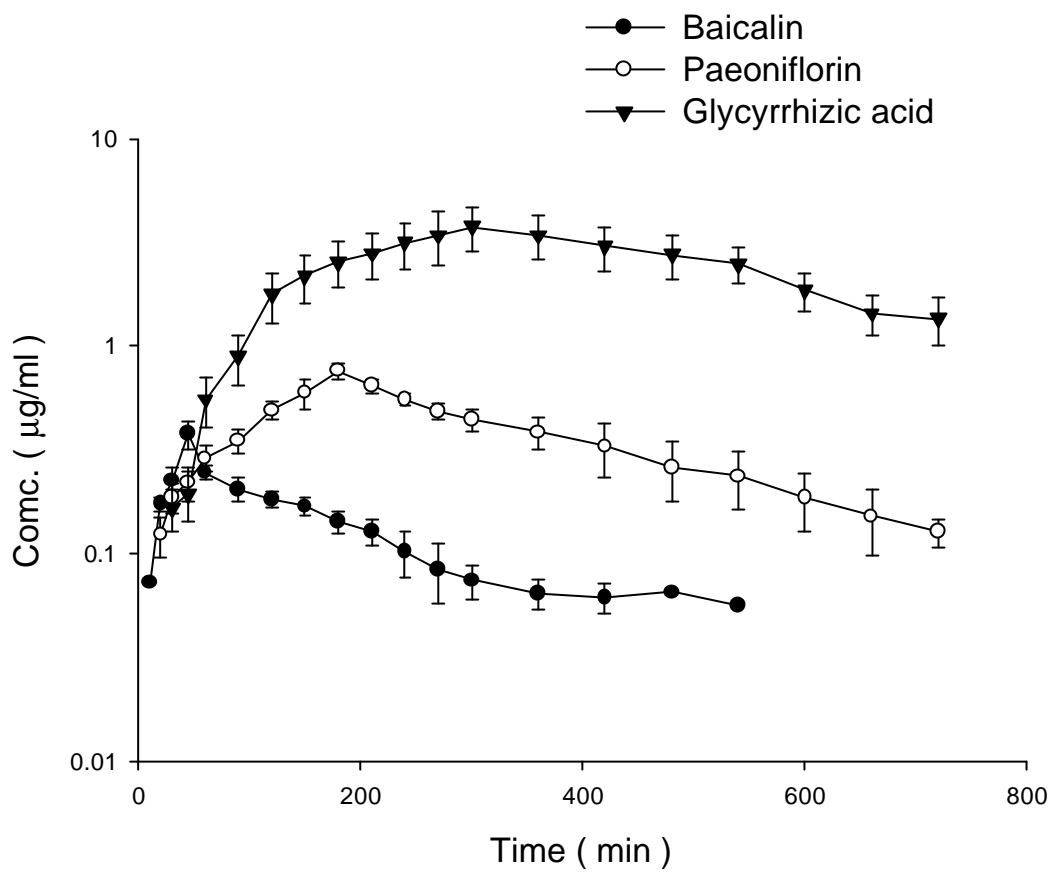 Baicalin
Paeoniflorin
Glycyrrhizic acid
10
1
0.1
0.01
Comc. ( µg/ml )
0
200
400
600
800
Time ( min )